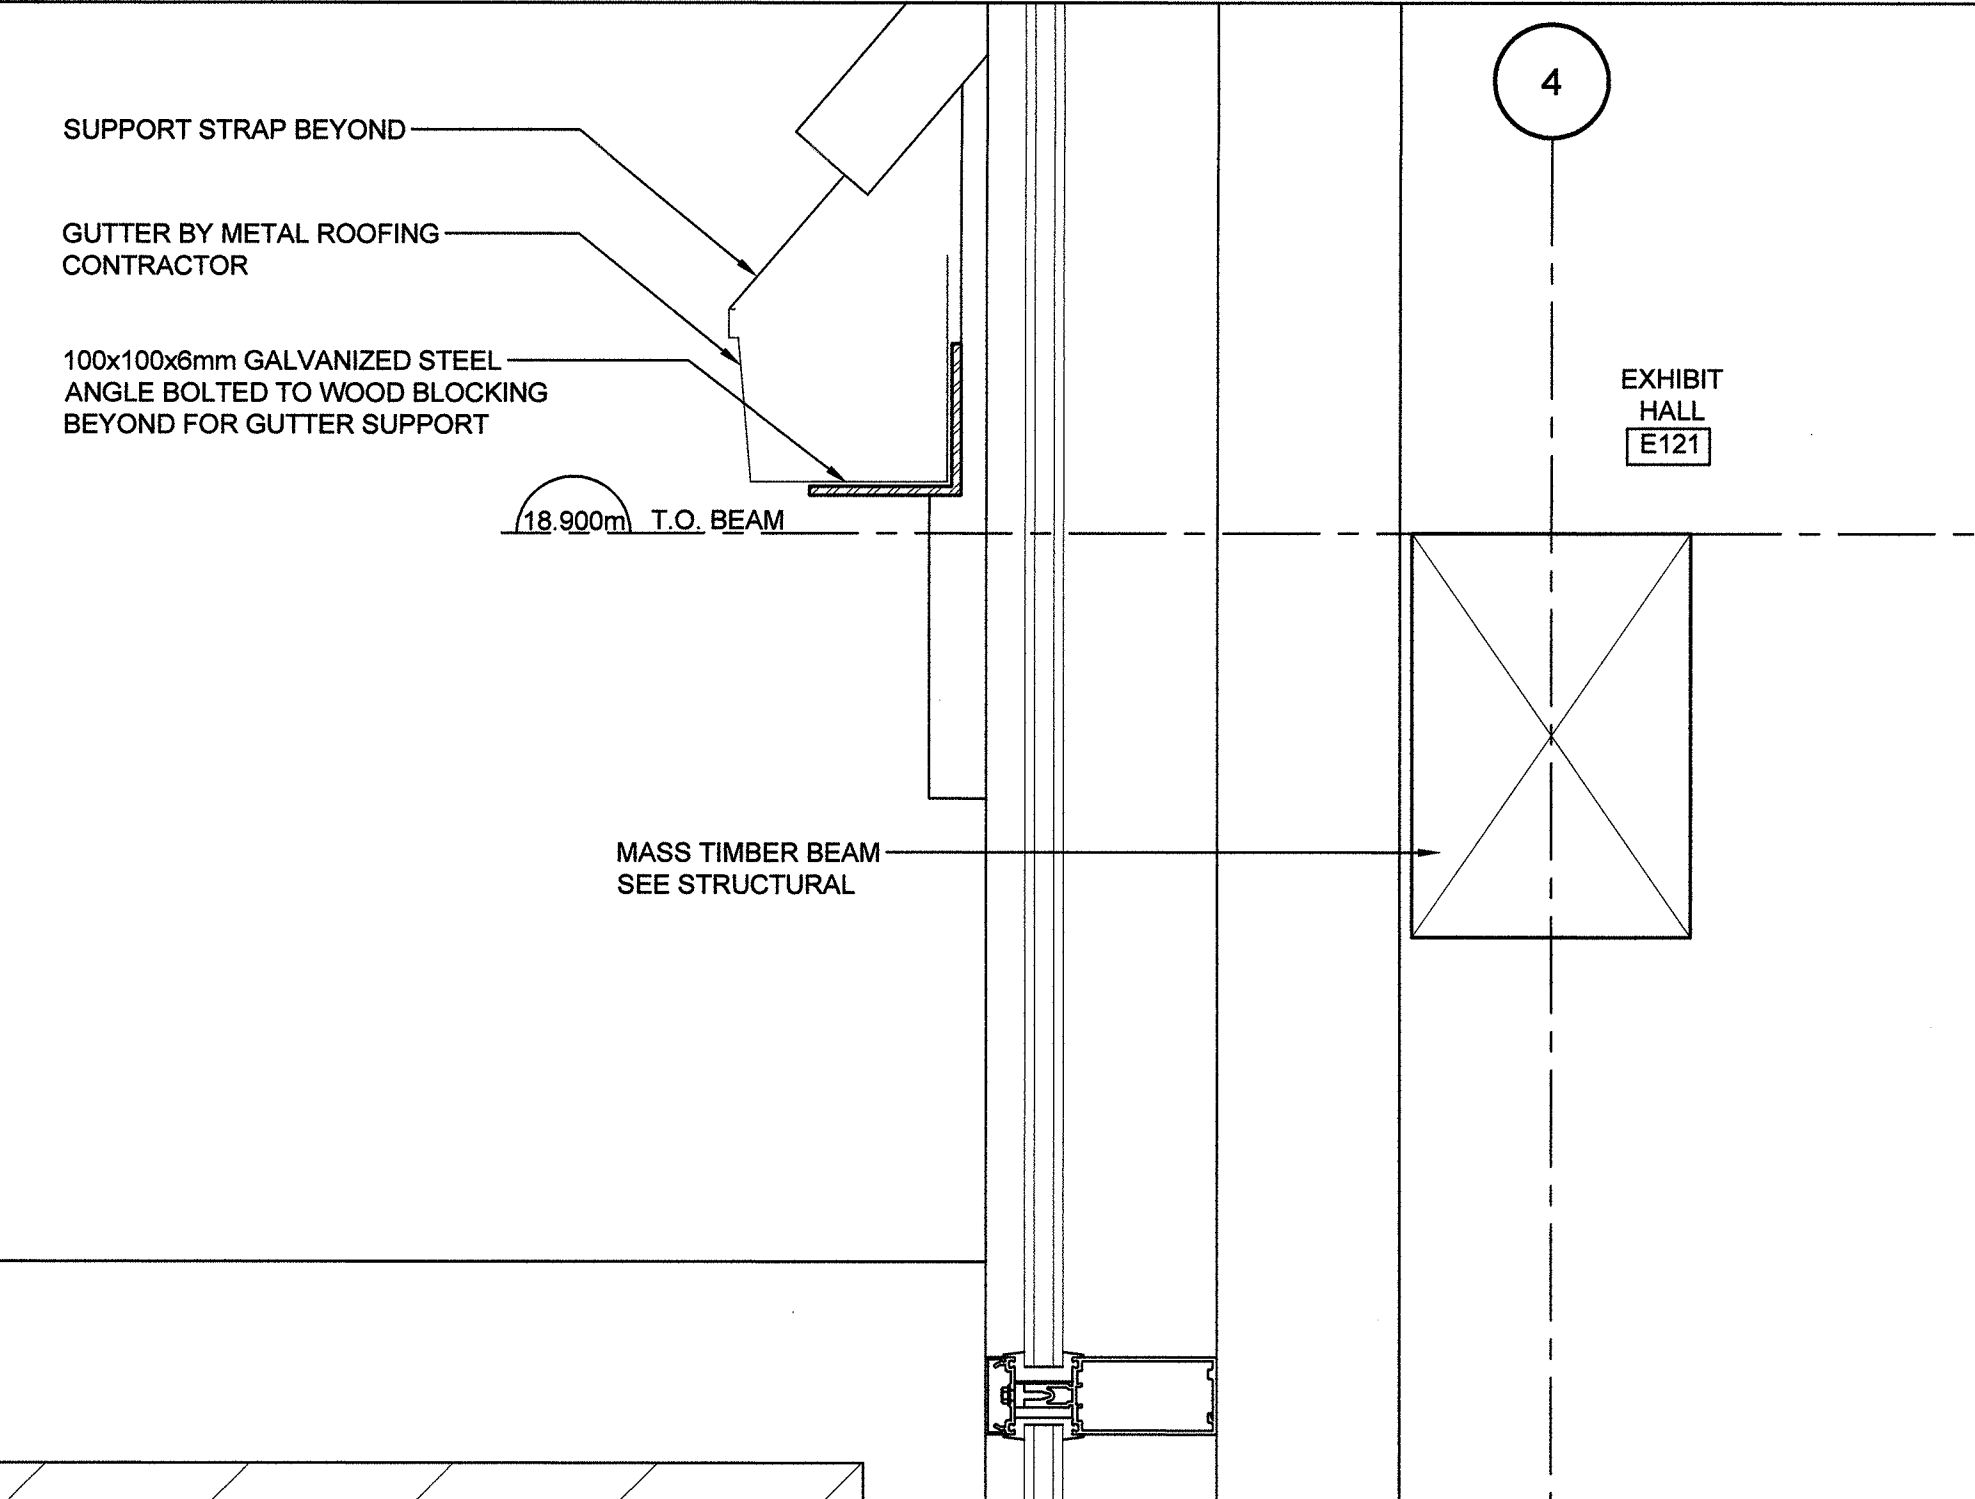 4
SUPPORT STRAP BEYOND
GUTTER BY METAL ROOFING
CONTRACTOR
100x100x6mm GALVANIZED STEEL
ANGLE BOLTED TO WOOD BLOCKING
BEYOND FOR GUTTER SUPPORT
EXHIBIT
HALL
E121
18.900m T.O. BEAM
MASS TIMBER BEAM
SEE STRUCTURAL